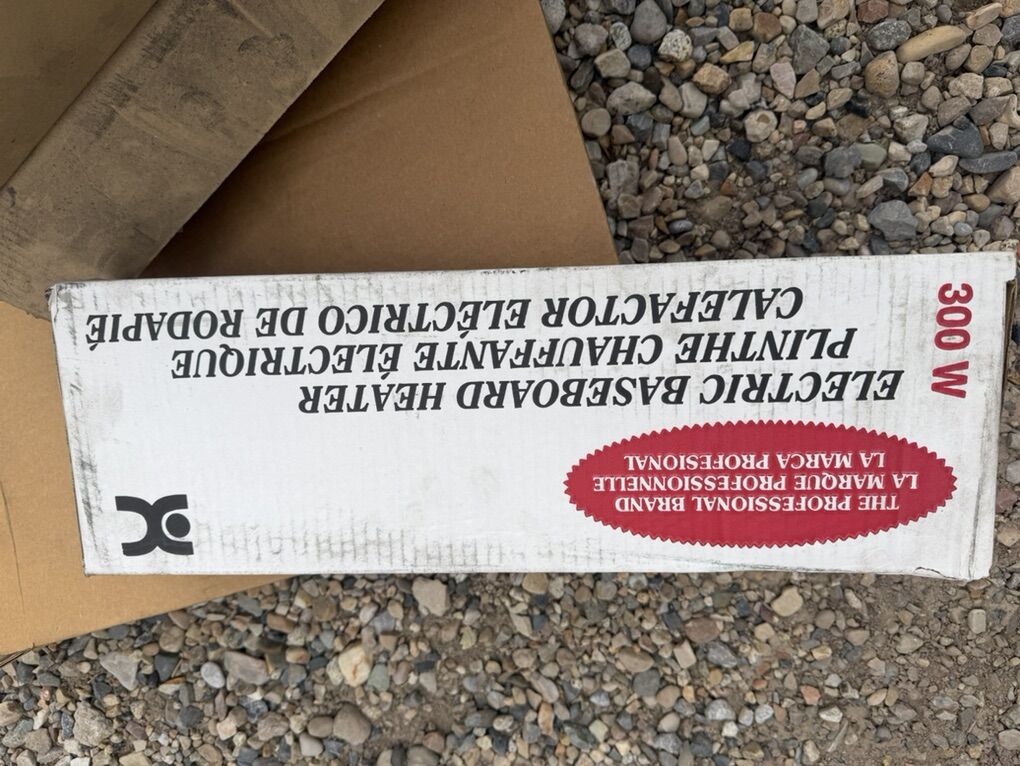 ELECTRIC BASEBOARD HEATER
PLINTHE CHAUFFANTE ÉLECTRIQUE
CALEFACTOR ELÉCTRICO DE RODAPIÉ
THE PROFESSIONAL BRAND
LA MARQUE PROFESSIONNELLE
LA MARCA PROFESIONAL
300 W